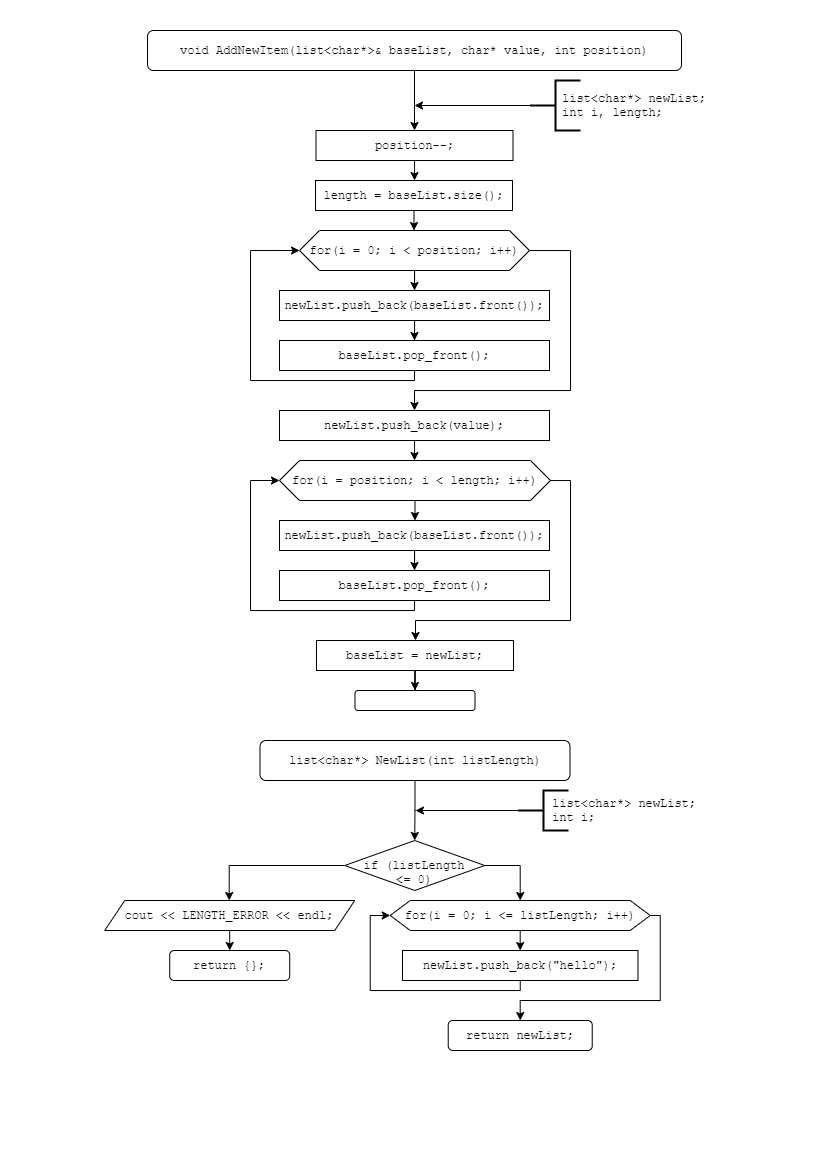 void AddNewItem(list<char*>& baseList, char* value, int position)
list<char*> newList;
int i, length;
position--;
length = baseList.size();
for(i = 0; i < position; i++)
newList.push_back(baseList.front());
baseList.pop_front();
newList.push_back(value);
for(i = position; i < length; i++)
newList.push_back(baseList.front());
baseList.pop_front();
baseList = newList;
list<char*> NewList(int listLength)
list<char*> newList;
int i;
if (listLength
<= 0)
cout << LENGTH_ERROR << endl;
for(i = 0; i <= listLength; i++)
return {};
newList.push_back("hello");
return newList;